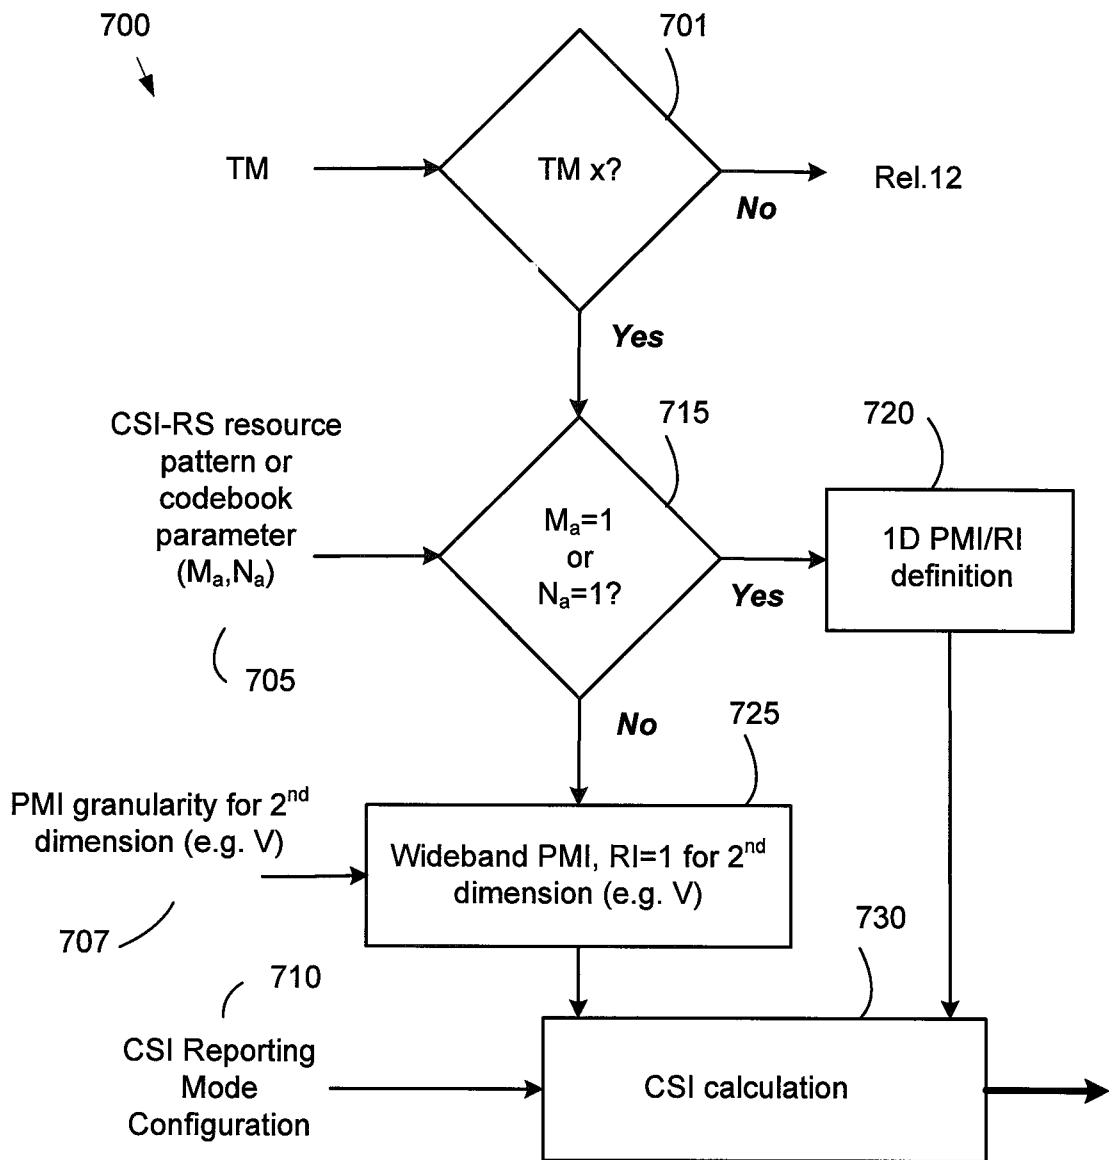 700
701
TM
TM x?
Rel.12
No
Yes
CSI-RS resource
pattern or
codebook
parameter
(Ma,Na)
705
715
Ma=1
or
Na=1?
Yes
720
1D PMI/RI
definition
No
725
PMI granularity for 2nd
dimension (e.g. V)
707
Wideband PMI, RI=1 for 2nd
dimension (e.g. V)
730
710
CSI Reporting
Mode
Configuration
CSI calculation